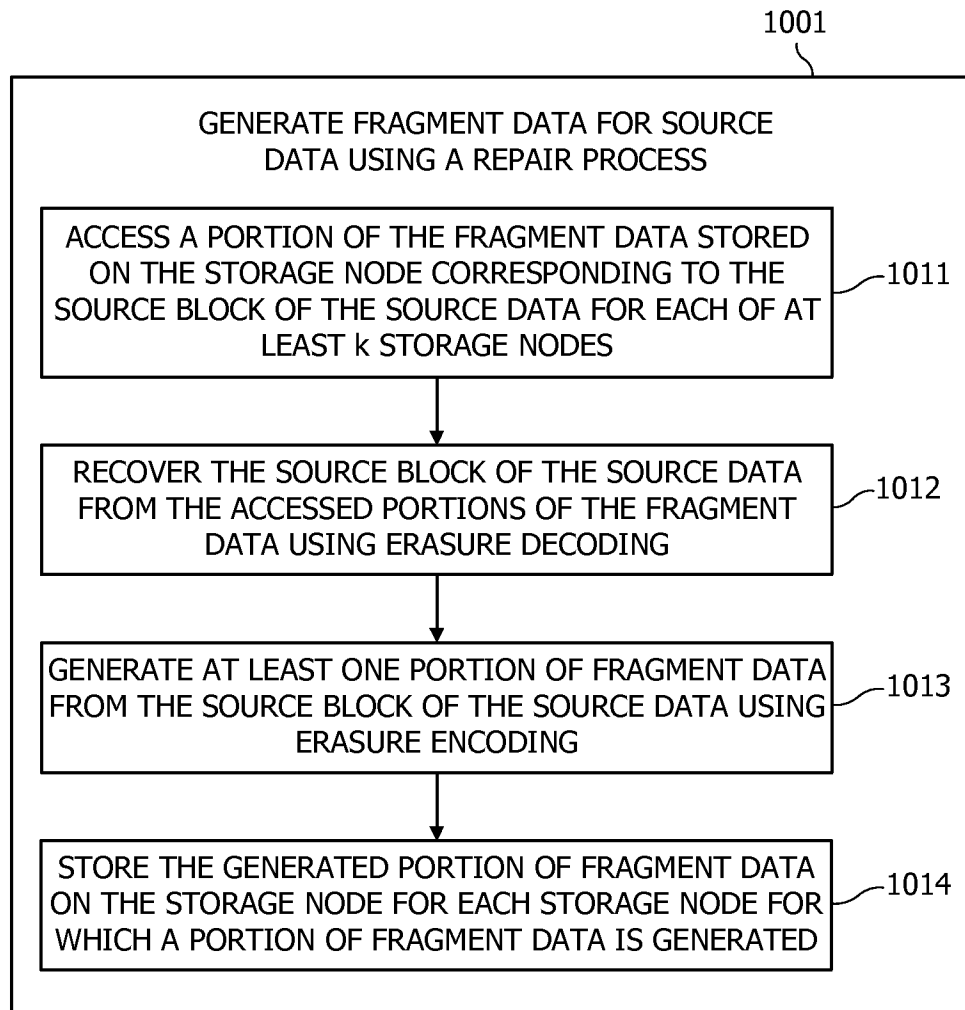 1001
GENERATE FRAGMENT DATA FOR SOURCE
DATA USING A REPAIR PROCESS
ACCESS A PORTION OF THE FRAGMENT DATA STORED
ON THE STORAGE NODE CORRESPONDING TO THE
SOURCE BLOCK OF THE SOURCE DATA FOR EACH OF AT
LEAST k STORAGE NODES
1011
RECOVER THE SOURCE BLOCK OF THE SOURCE DATA
FROM THE ACCESSED PORTIONS OF THE FRAGMENT
DATA USING ERASURE DECODING
1012
GENERATE AT LEAST ONE PORTION OF FRAGMENT DATA
FROM THE SOURCE BLOCK OF THE SOURCE DATA USING
ERASURE ENCODING
1013
STORE THE GENERATED PORTION OF FRAGMENT DATA
ON THE STORAGE NODE FOR EACH STORAGE NODE FOR
WHICH A PORTION OF FRAGMENT DATA IS GENERATED
1014